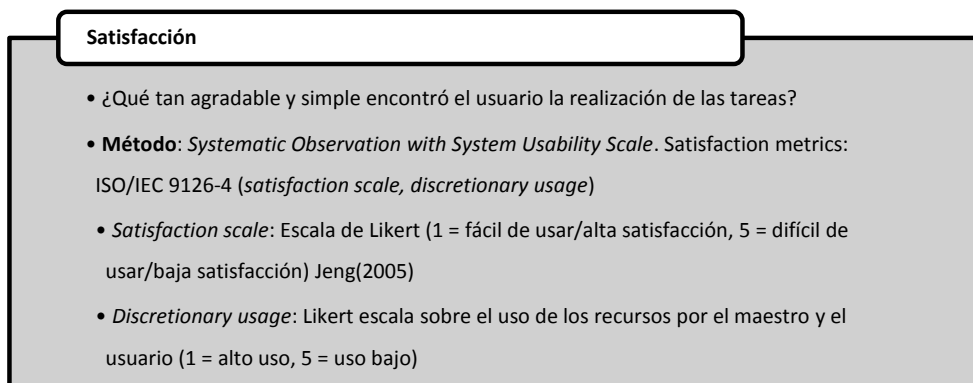 Satisfacción
• ¿Qué tan agradable y simple encontró el usuario la realización de las tareas?
• Método: Systematic Observation with System Usability Scale. Satisfaction metrics:
ISO/IEC 9126-4 (satisfaction scale, discretionary usage)
• Satisfaction scale: Escala de Likert (1 = fácil de usar/alta satisfacción, 5 = difícil de
usar/baja satisfacción) Jeng(2005)
• Discretionary usage: Likert escala sobre el uso de los recursos por el maestro y el
usuario (1 = alto uso, 5 = uso bajo)